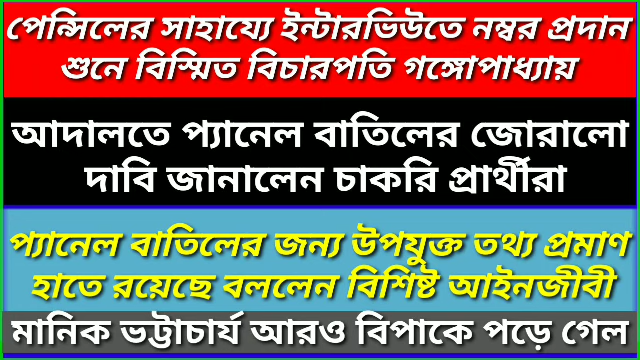 পেন্সিলের সাহায্যে ইন্টারভিউতে নম্বর প্রদান
শুনে বিস্মিত বিচারপতি গঙ্গোপাধ্যায়
আদালতে প্যানেল বাতিলের জোরালো
দাবি জানালেন চাকরি প্রার্থীরা
প্যানেল বাতিলের জন্য উপযুক্ত তথ্য প্রমাণ
হাতে রয়েছে বললেন বিশিষ্ট আইনজীবী
মানিক ভট্টাচার্য আরও বিপাকে পড়ে গেল